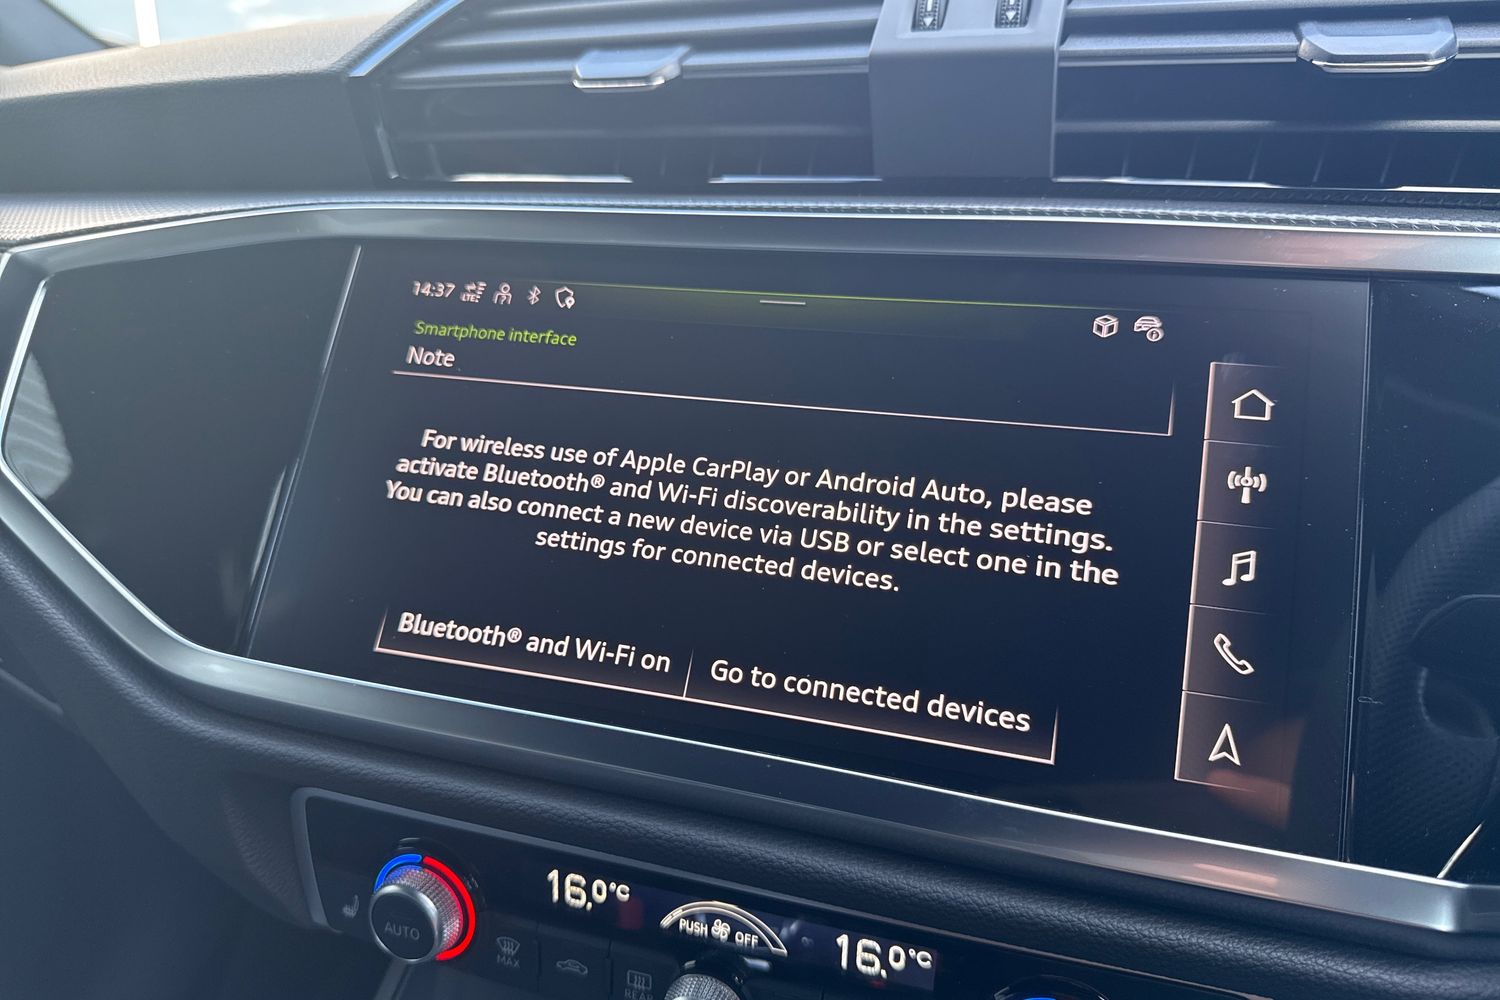 14:37 LTE
Smartphone interface
Note
For wireless use of Apple CarPlay or Android Auto, please
activate Bluetooth® and Wi-Fi discoverability in the settings.
You can also connect a new device via USB or select one in the
settings for connected devices.
Bluetooth® and Wi-Fi on
Go to connected devices
16.0°C
PUSH OFF
16.0°C
AUTO
MAX
REAR